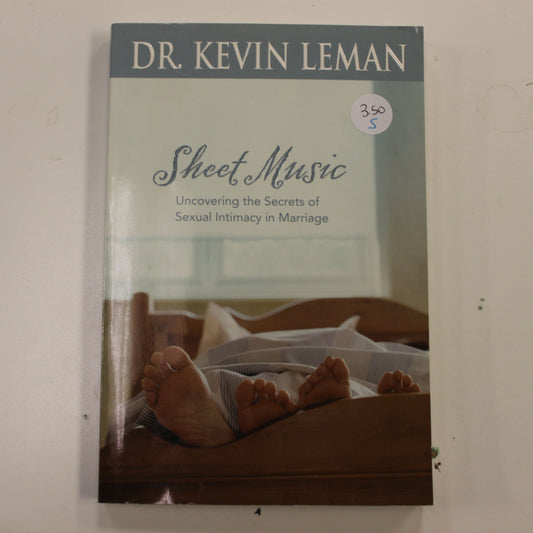 DR. KEVIN LEMAN
350
S
Sheet Music
Uncovering the Secrets of
Sexual Intimacy in Marriage